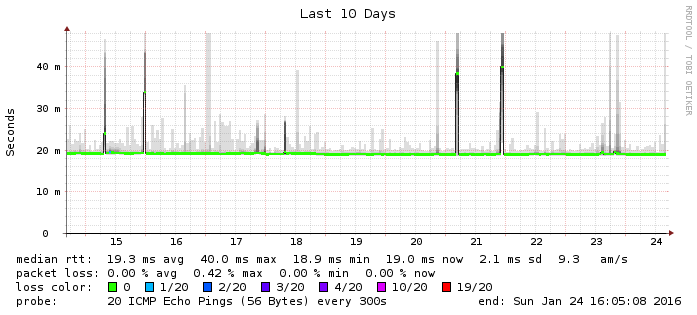 Last 10 Days
RRDTOOL / TOBI OETIKER
Seconds
40 m
30 m
20 m
10 m
0
15 16 17 18 19 20 21 22 23 24
median rtt: 19.3 ms avg 40.0 ms max 18.9 ms min 19.0 ms now 2.1 ms sd 9.3 am/s
packet loss: 0.00 % avg 0.42 % max 0.00 % min 0.00 % now
loss color: 0 1/20 2/20 3/20 4/20 10/20 19/20
probe: 20 ICMP Echo Pings (56 Bytes) every 300s end: Sun Jan 24 16:05:08 2016